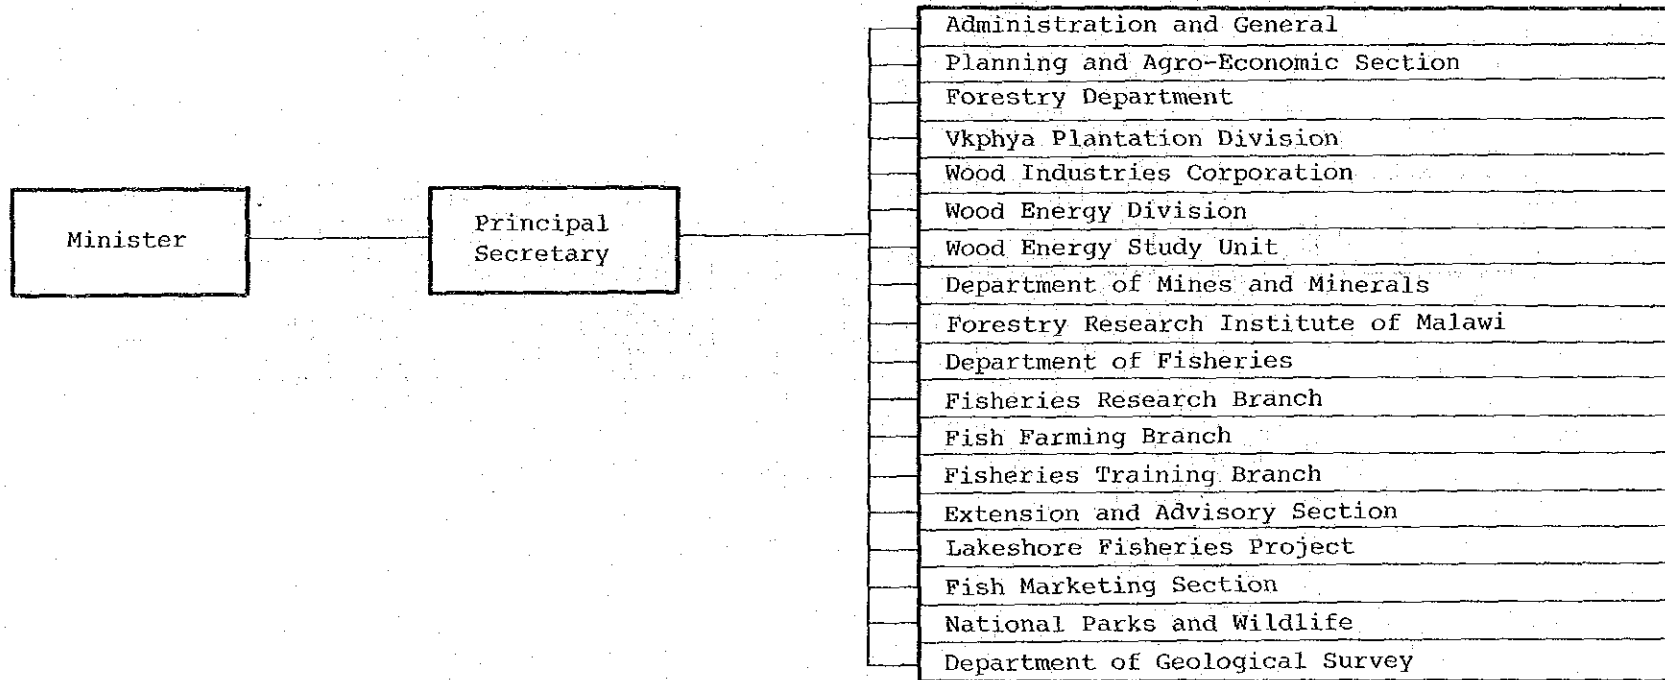 Minister
Principal
Secretary
Administration and General
Planning and Agro-Economic Section
Forestry Department
Vkphya Plantation Division
Wood Industries Corporation
Wood Energy Division
Wood Energy Study Unit
Department of Mines and Minerals
Forestry Research Institute of Malawi
Department of Fisheries
Fisheries Research Branch
Fish Farming Branch
Fisheries Training Branch
Extension and Advisory Section
Lakeshore Fisheries Project
Fish Marketing Section
National Parks and Wildlife
Department of Geological Survey